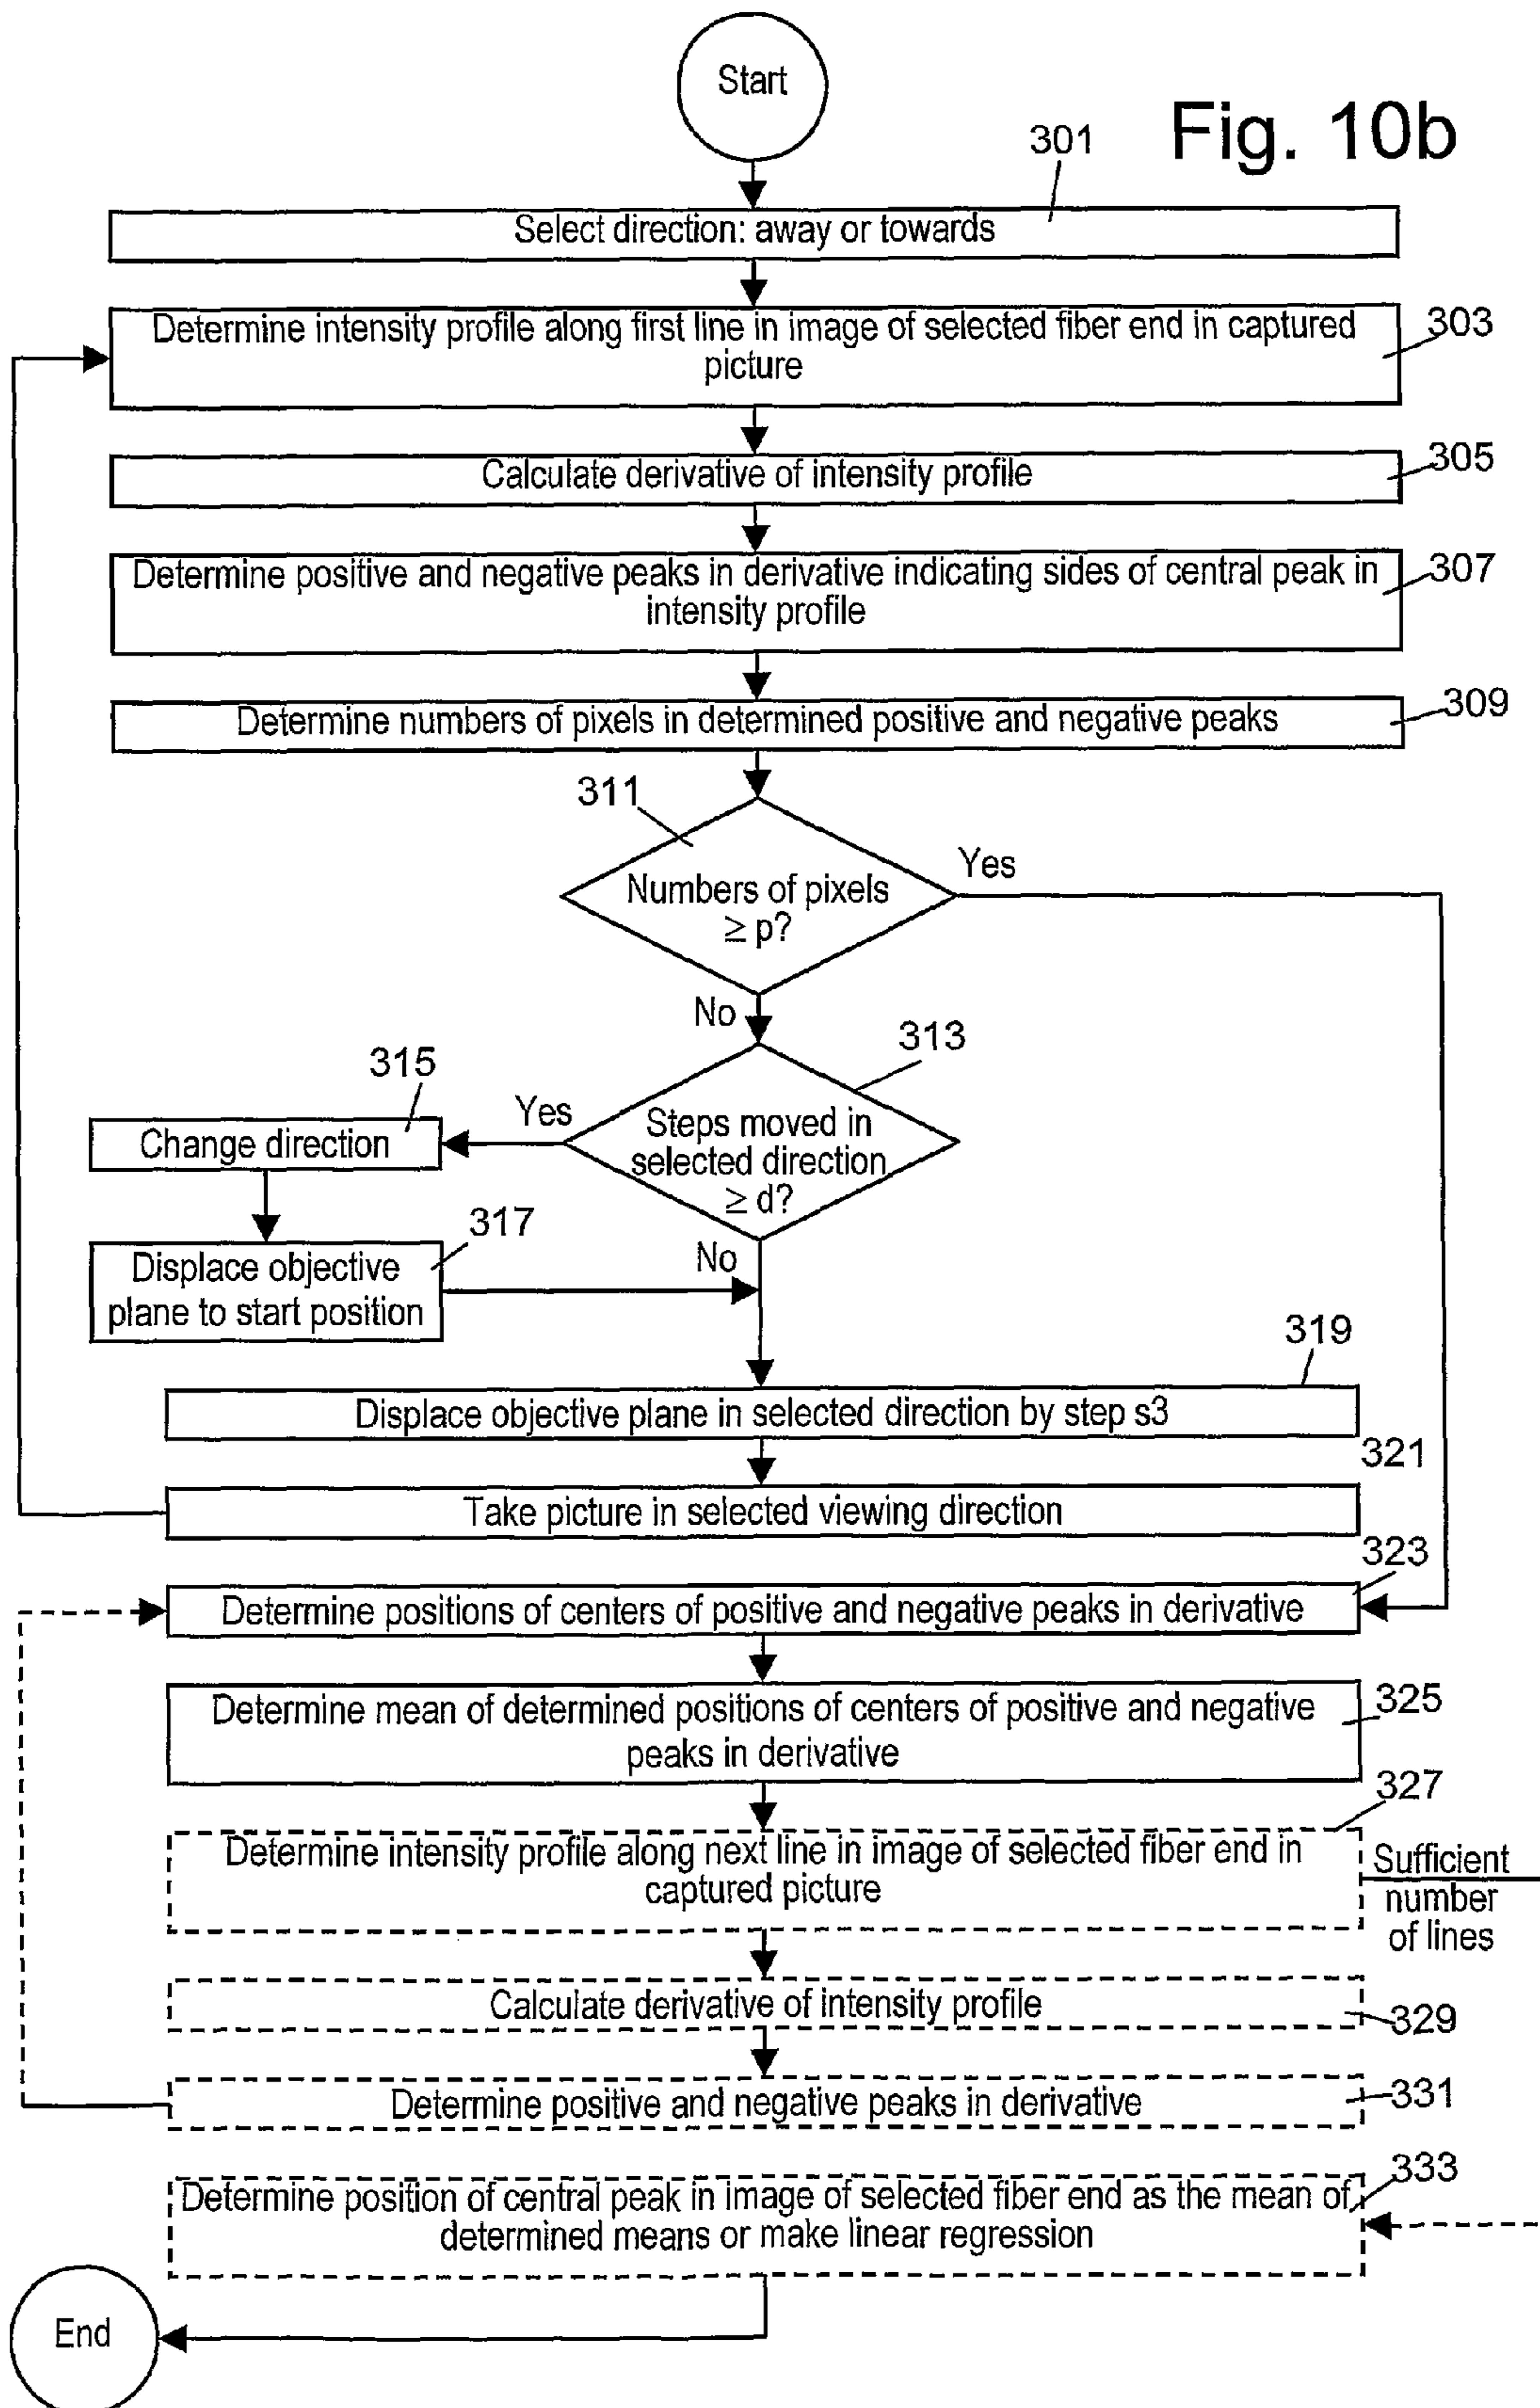 Start
Fig. 10b
301
Select direction: away or towards
Determine intensity profile along first line in image of selected fiber end in captured
picture
303
Calculate derivative of intensity profile
305
Determine positive and negative peaks in derivative indicating sides of central peak in
intensity profile
307
Determine numbers of pixels in determined positive and negative peaks
309
311
Numbers of pixels
≥ p?
Yes
No
313
Steps moved in
selected direction
≥ d?
Yes
315
Change direction
317
Displace objective
plane to start position
No
319
Displace objective plane in selected direction by step s3
321
Take picture in selected viewing direction
323
Determine positions of centers of positive and negative peaks in derivative
Determine mean of determined positions of centers of positive and negative
peaks in derivative
325
327
Determine intensity profile along next line in image of selected fiber end in
captured picture
Sufficient
number
of lines
Calculate derivative of intensity profile
329
Determine positive and negative peaks in derivative
331
333
Determine position of central peak in image of selected fiber end as the mean of
determined means or make linear regression
End